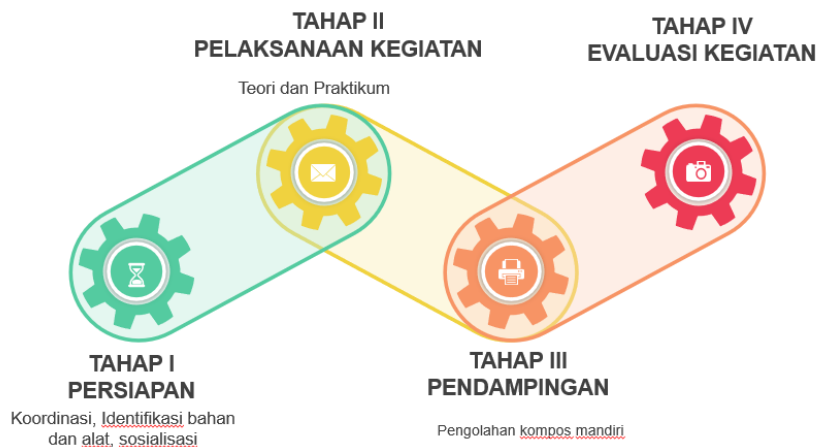 TAHAP I
PERSIAPAN
Koordinasi, Identifikasi bahan
dan alat, sosialisasi
TAHAP II
PELAKSANAAN KEGIATAN
Teori dan Praktikum
TAHAP III
PENDAMPINGAN
Pengolahan kompos mandiri
TAHAP IV
EVALUASI KEGIATAN